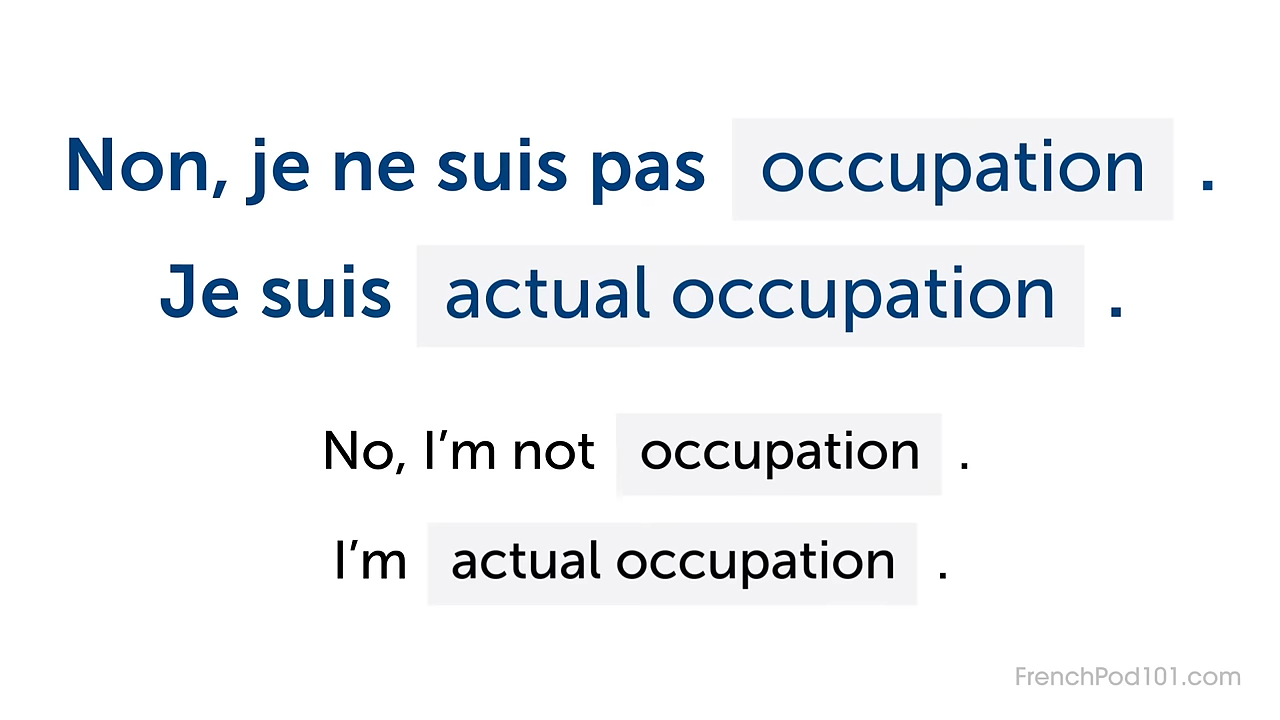 Non, je ne suis pas occupation .
Je suis actual occupation .
No, I’m not occupation .
I’m actual occupation .
FrenchPod101.com